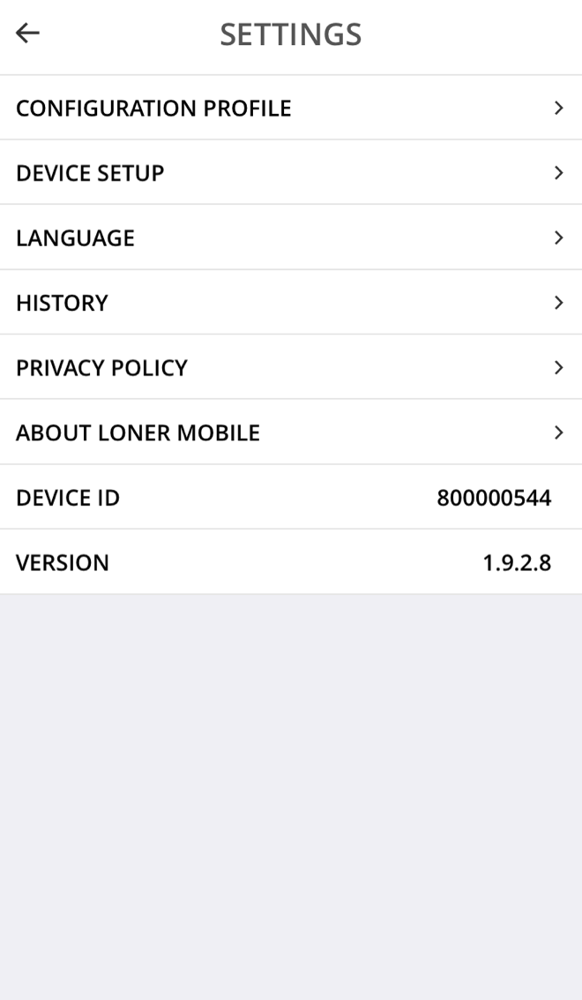 SETTINGS
CONFIGURATION PROFILE
DEVICE SETUP
LANGUAGE
HISTORY
PRIVACY POLICY
ABOUT LONER MOBILE
DEVICE ID 800000544
VERSION 1.9.2.8